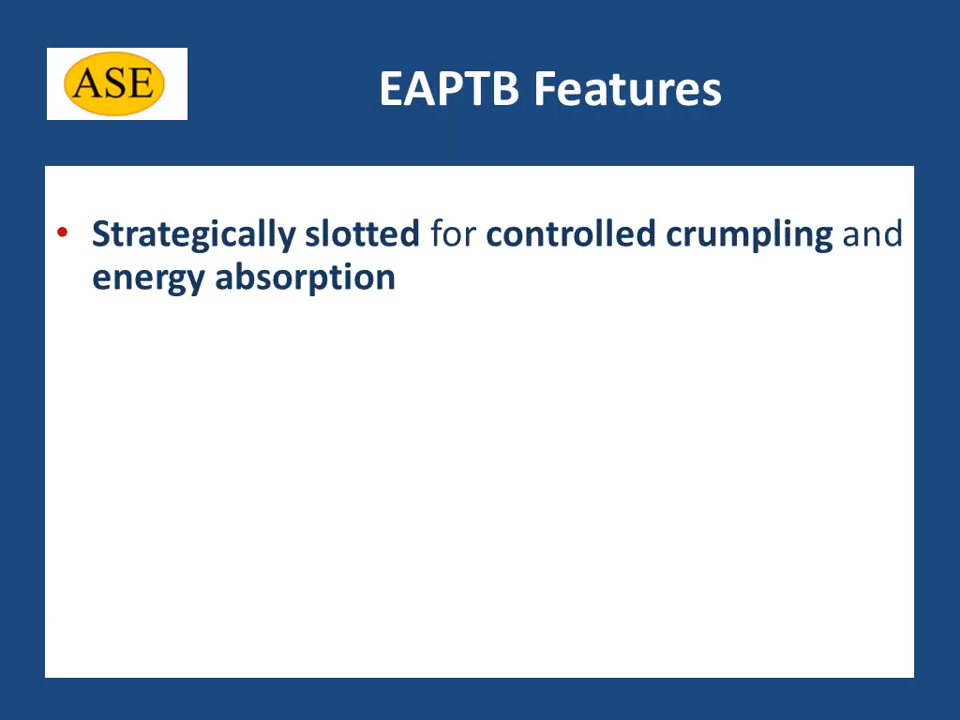 ASE
EAPTB Features
• Strategically slotted for controlled crumpling and
energy absorption